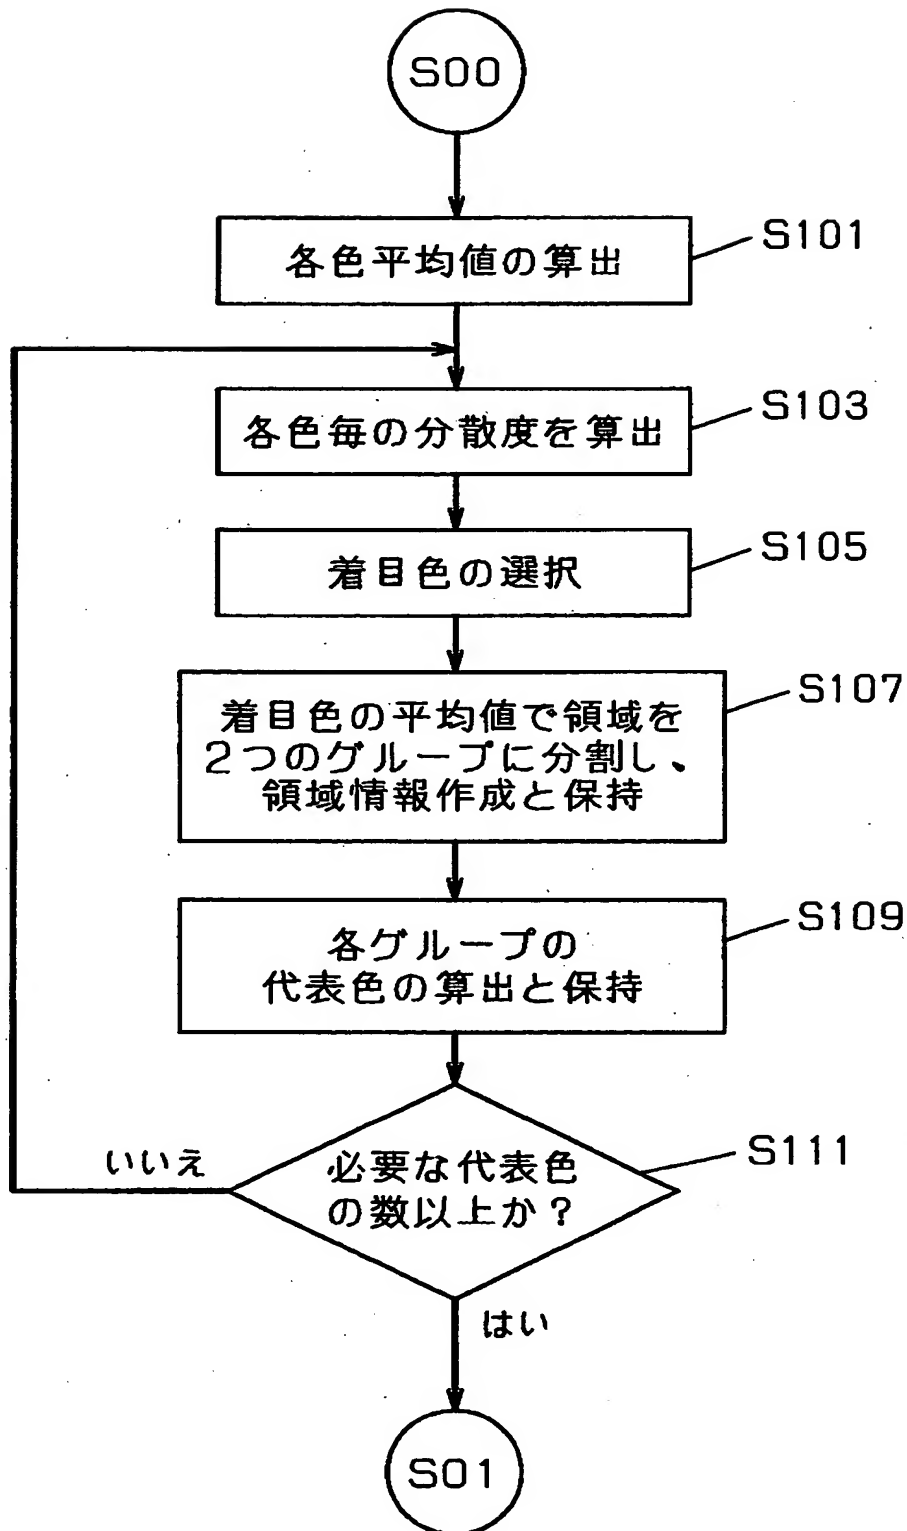 S00
各色平均値の算出
S101
各色毎の分散度を算出
S103
着目色の選択
S105
着目色の平均値で領域を
2つのグループに分割し、
領域情報作成と保持
S107
各グループの
代表色の算出と保持
S109
必要な代表色
の数以上か?
S111
いいえ
はい
S01